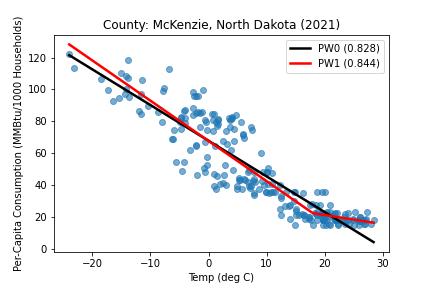 County: McKenzie, North Dakota (2021)
PW0 (0.828)
PW1 (0.844)
Per-Capita Consumption (MMBtu/1000 Households)
120
100
80
60
40
20
0
−20
−10
0
10
20
30
Temp (deg C)